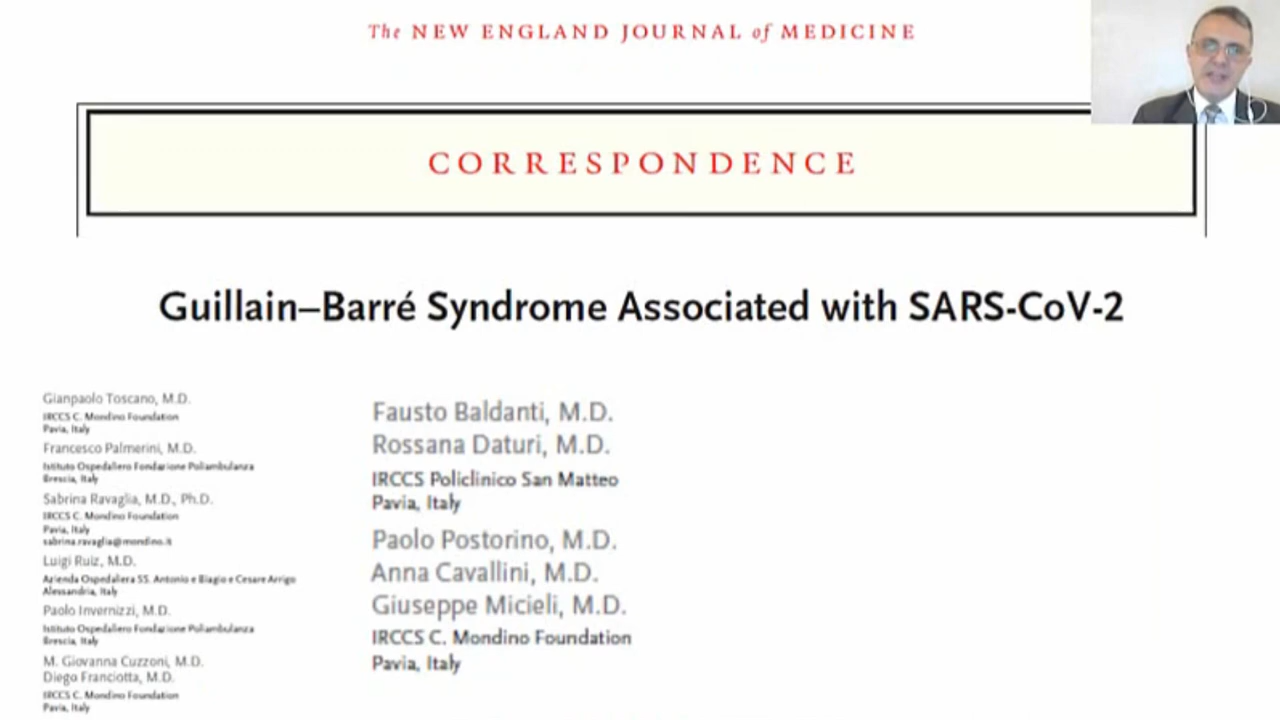 The NEW ENGLAND JOURNAL of MEDICINE
CORRESPONDENCE
Guillain–Barré Syndrome Associated with SARS-CoV-2
Gianpaolo Toscano, M.D.
IRCCS C. Mondino Foundation
Pavia, Italy
Francesco Palmerini, M.D.
Istituto Ospedaliero Fondazione Poliambulanza
Brescia, Italy
Sabrina Ravaglia, M.D., Ph.D.
IRCCS C. Mondino Foundation
Pavia, Italy
sabrina.ravaglia@mondino.it
Luigi Ruiz, M.D.
Azienda Ospedaliera SS. Antonio e Biagio e Cesare Arrigo
Alessandria, Italy
Paolo Invernizzi, M.D.
Istituto Ospedaliero Fondazione Poliambulanza
Brescia, Italy
M. Giovanna Cuzzoni, M.D.
Diego Franciotta, M.D.
IRCCS C. Mondino Foundation
Pavia, Italy
Fausto Baldanti, M.D.
Rossana Daturi, M.D.
IRCCS Policlinico San Matteo
Pavia, Italy
Paolo Postorino, M.D.
Anna Cavallini, M.D.
Giuseppe Micieli, M.D.
IRCCS C. Mondino Foundation
Pavia, Italy